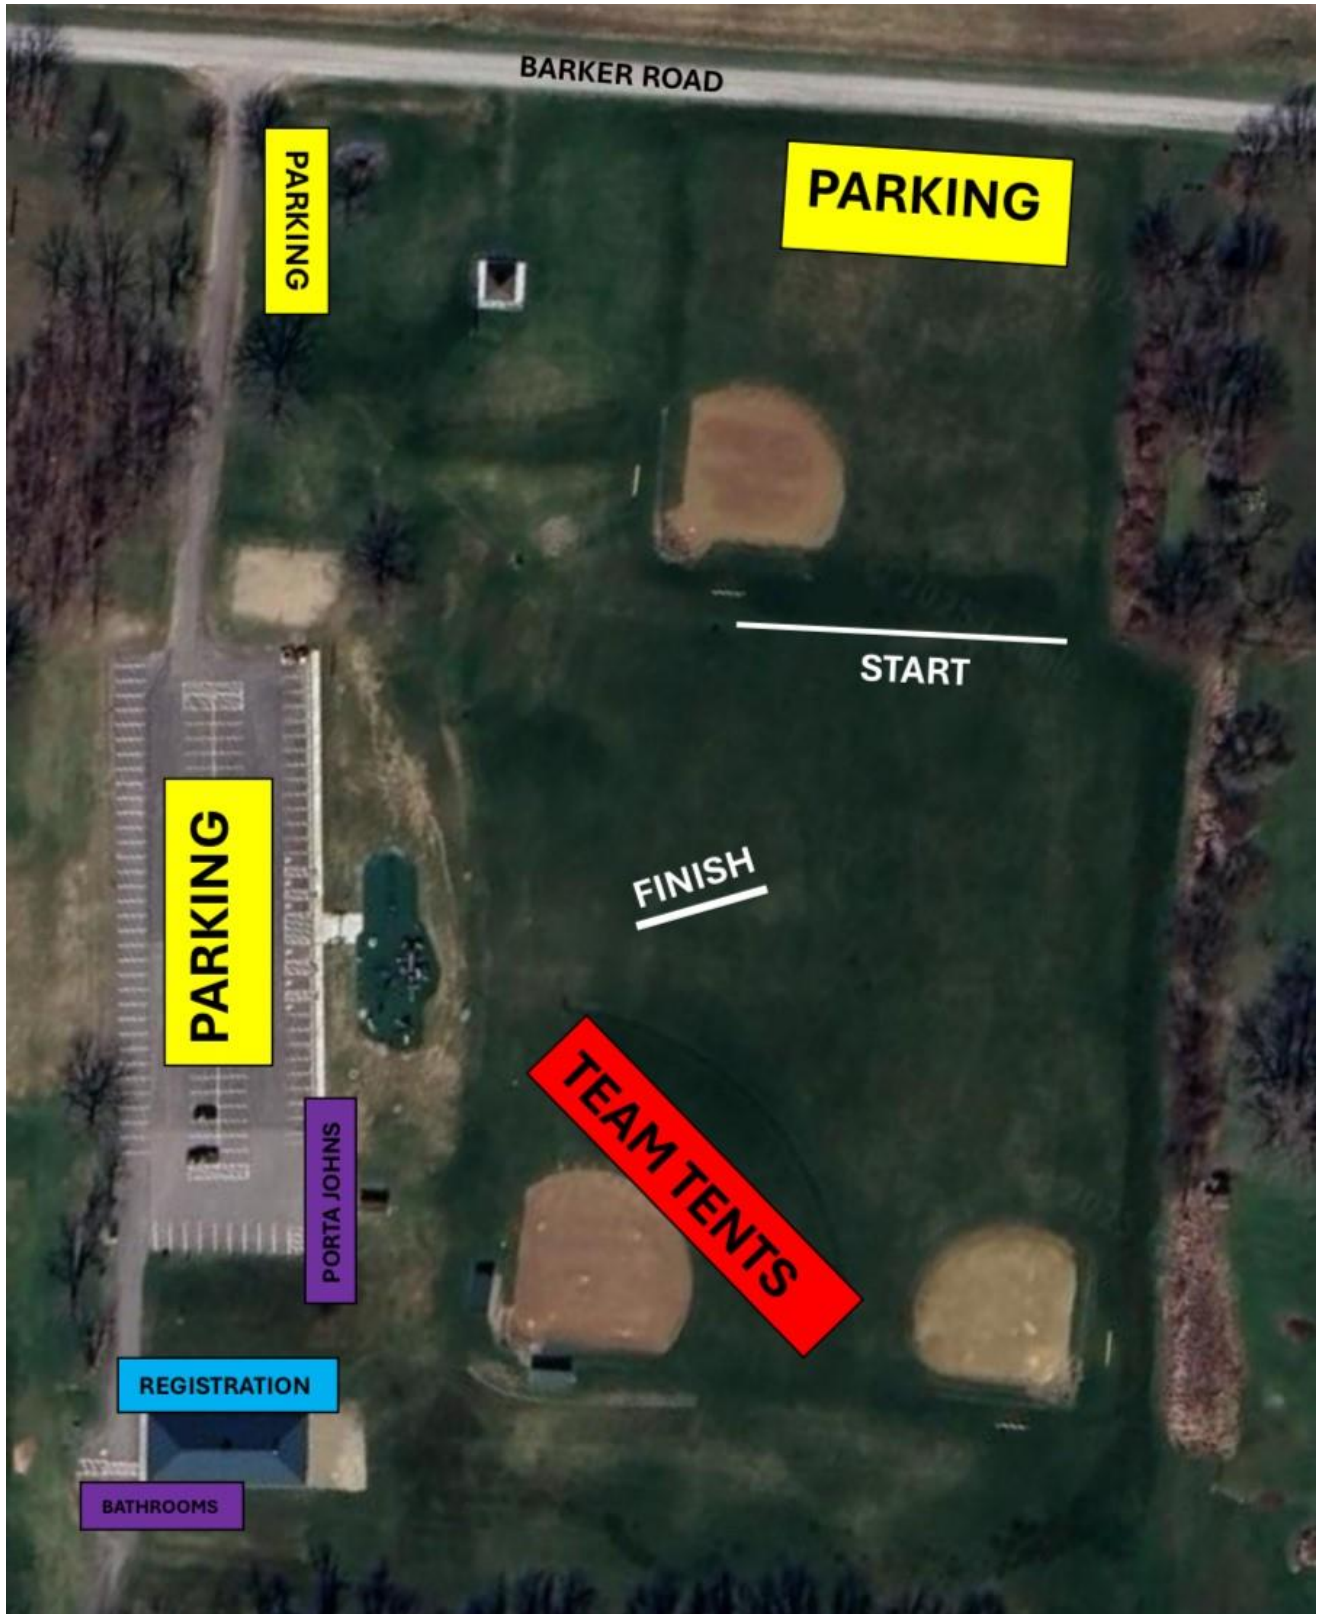 BARKER ROAD
PARKING
PARKING
START
PARKING
FINISH
TEAM TENTS
PORTA JOHNS
REGISTRATION
BATHROOMS